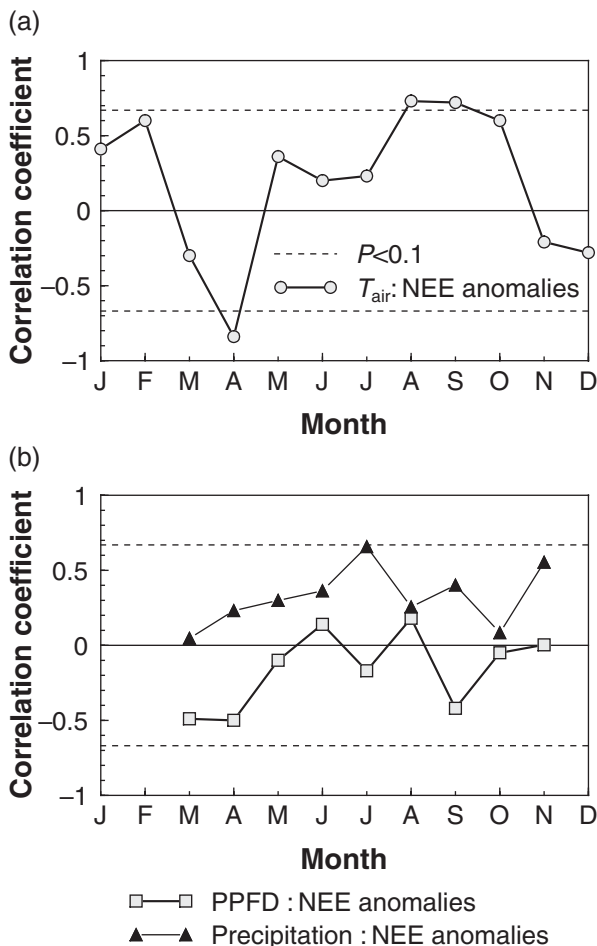 (a)
1
0.5
0
−0.5
−1
Correlation coefficient
P<0.1
Tair: NEE anomalies
J F M A M J J A S O N D
Month
(b)
1
0.5
0
−0.5
−1
Correlation coefficient
J F M A M J J A S O N D
Month
PPFD : NEE anomalies
Precipitation : NEE anomalies